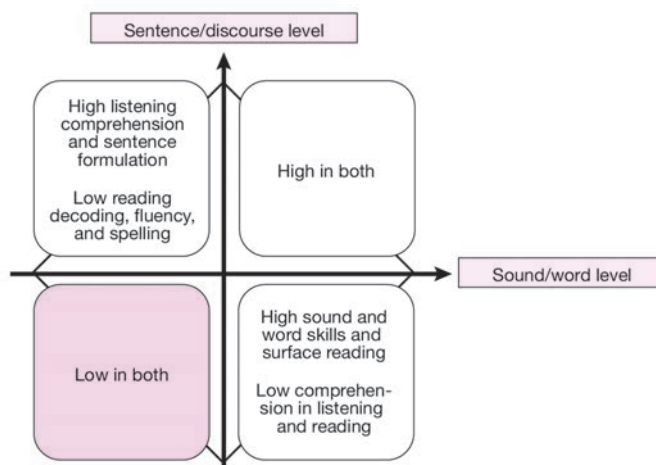 Sentence/discourse level
High listening
comprehension
and sentence
formulation
Low reading
decoding, fluency,
and spelling
High in both
Sound/word level
Low in both
High sound and
word skills and
surface reading
Low comprehen-
sion in listening
and reading